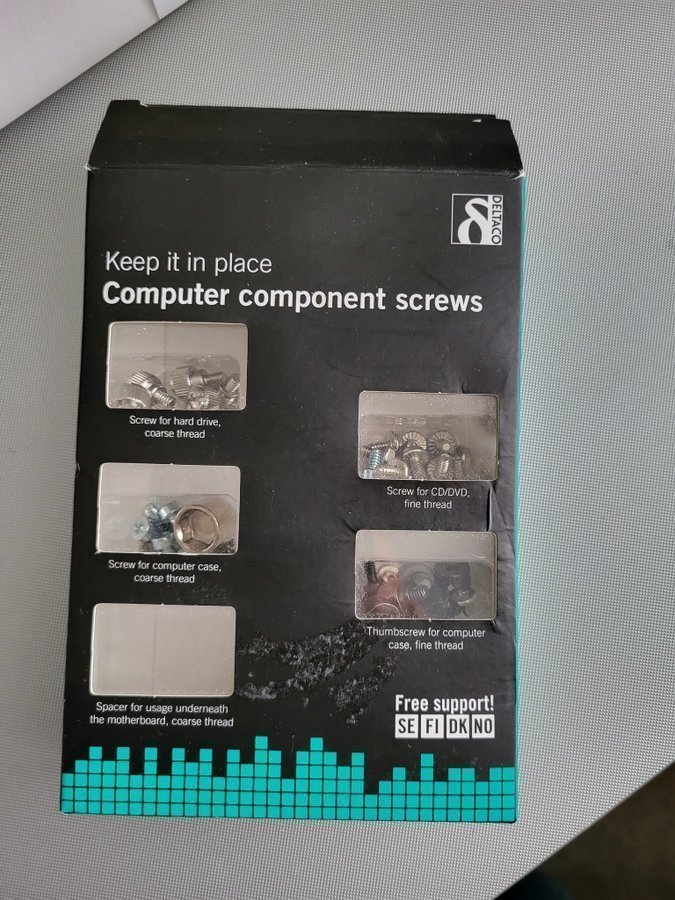 DELTACO
Keep it in place
Computer component screws
Screw for hard drive,
coarse thread
Screw for CD/DVD,
fine thread
Screw for computer case,
coarse thread
Thumbscrew for computer
case, fine thread
Spacer for usage underneath
the motherboard, coarse thread
Free support!
SE FI DK NO